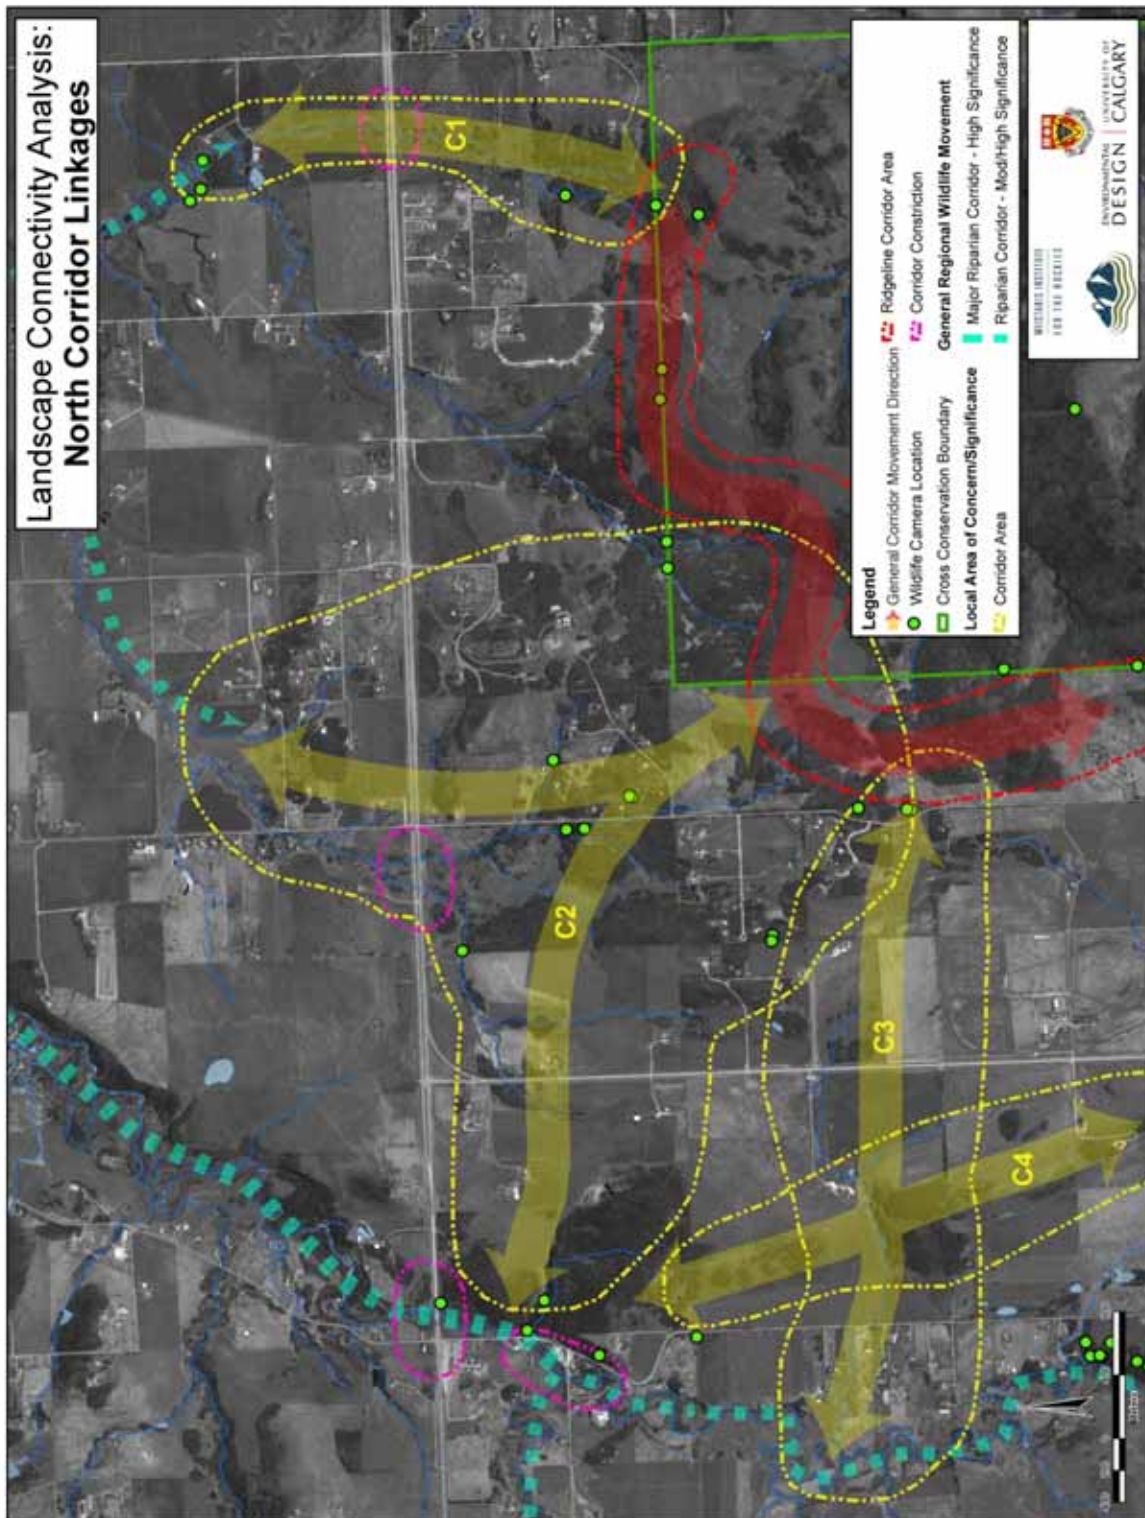 Landscape Connectivity Analysis:
North Corridor Linkages
C1
C2
C3
C4
Legend
General Corridor Movement Direction
Wildlife Camera Location
Cross Conservation Boundary
Local Area of Concern/Significance
Corridor Area
Ridgeline Corridor Area
Corridor Constriction
General Regional Wildlife Movement
Major Riparian Corridor - High Significance
Riparian Corridor - Mod/High Significance
MIISTAKIS INSTITUTE
FOR THE ROCKIES
ENVIRONMENTAL
DESIGN
UNIVERSITY OF
CALGARY